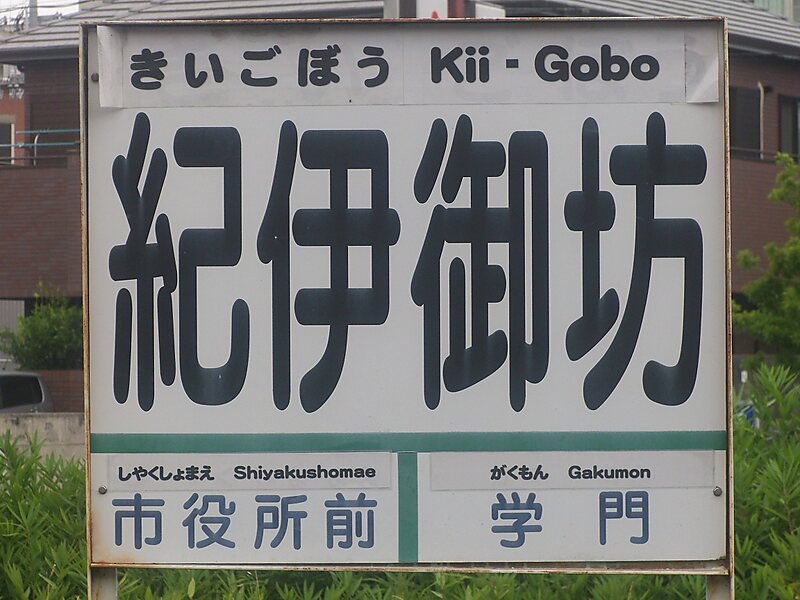 きいごぼう Kii-Gobo
紀伊御坊
しゃくしょまえ Shiyakushomae
市役所前
がくもん Gakumon
学門